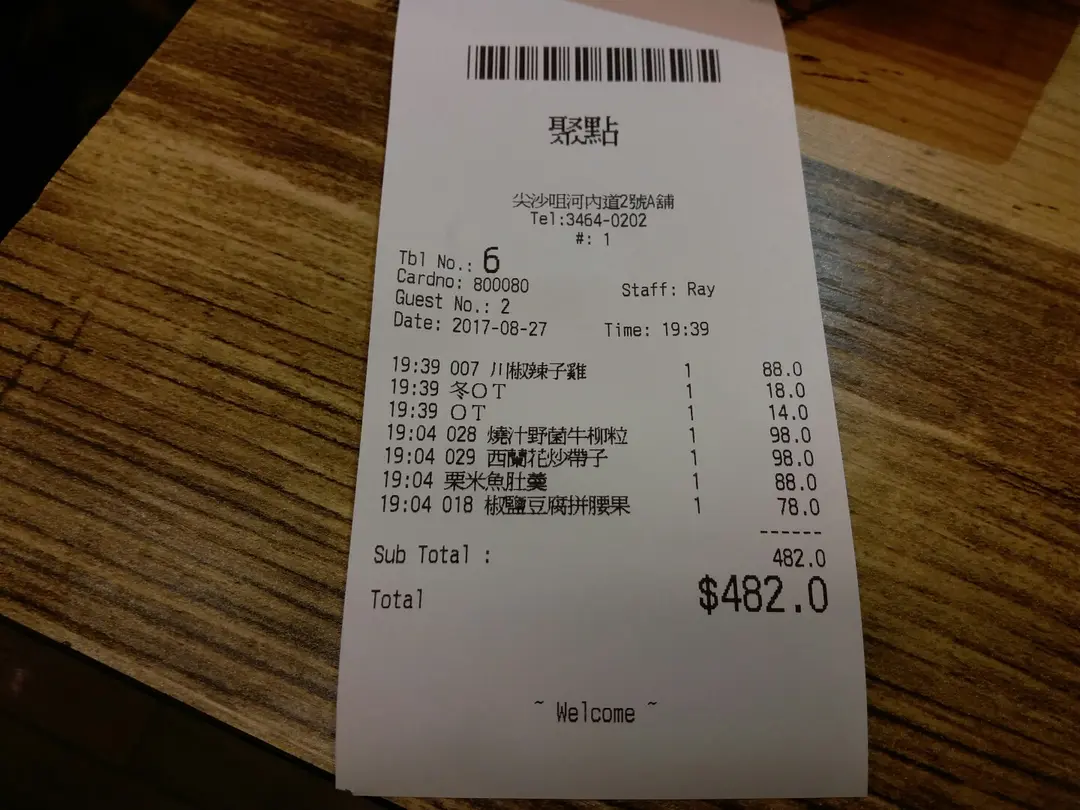 聚點
尖沙咀河內道2號A舖
Tel:3464-0202
#: 1
Tbl No.: 6
Cardno: 800080 Staff: Ray
Guest No.: 2
Date: 2017-08-27 Time: 19:39
19:39 007 川椒辣子雞 1 88.0
19:39 冬OT 1 18.0
19:39 OT 1 14.0
19:04 028 燒汁野菌牛柳粒 1 98.0
19:04 029 西蘭花炒帶子 1 98.0
19:04 栗米魚肚羹 1 88.0
19:04 018 椒鹽豆腐拼腰果 1 78.0
------
Sub Total : 482.0
Total $482.0
~ Welcome ~